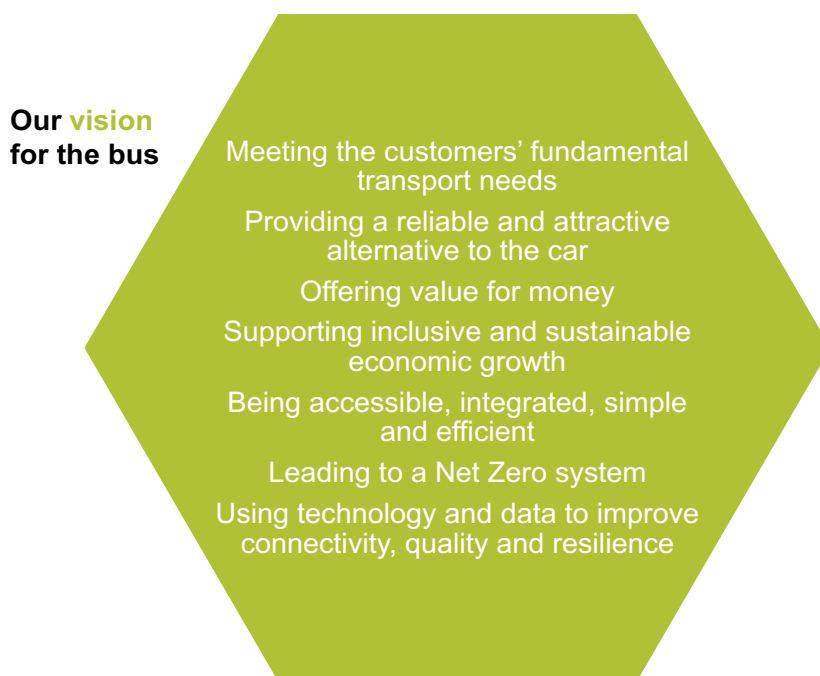 Our vision
for the bus
Meeting the customers’ fundamental
transport needs
Providing a reliable and attractive
alternative to the car
Offering value for money
Supporting inclusive and sustainable
economic growth
Being accessible, integrated, simple
and efficient
Leading to a Net Zero system
Using technology and data to improve
connectivity, quality and resilience